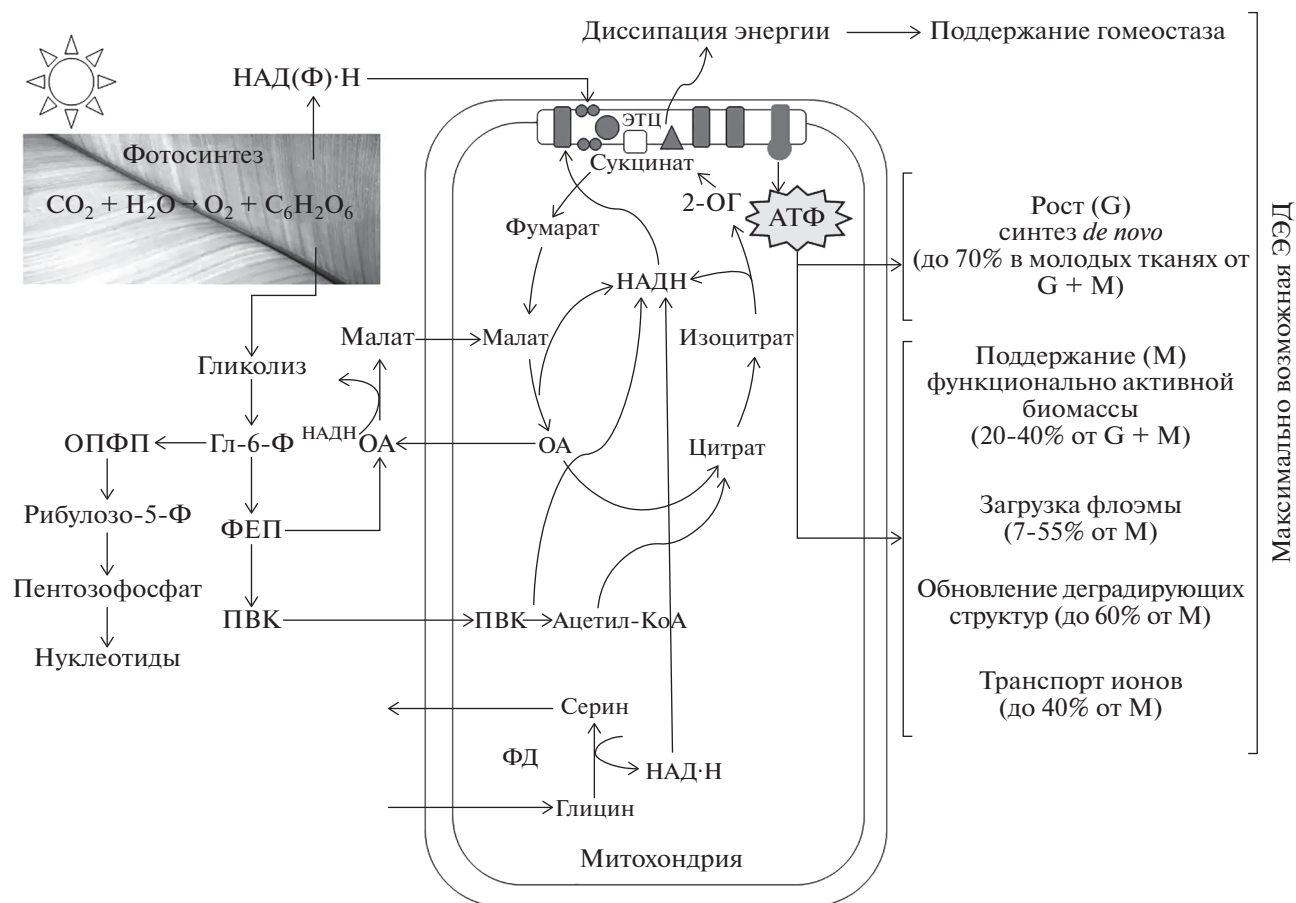 Диссипация энергии
Поддержание гомеостаза
НАД(Ф)·Н
ЭТЦ
Фотосинтез
CO₂ + H₂O → O₂ + C₆H₂O₆
Сукцинат
2-ОГ
АТФ
Фумарат
НАДН
Рост (G)
синтез de novo
(до 70% в молодых тканях от
G + M)
Малат
Малат
Изоцитрат
Гликолиз
Поддержание (M)
функционально активной
биомассы
(20-40% от G + M)
ОПФП
Гл-6-Ф
НАДН
ОА
ОА
Цитрат
Рибулозо-5-Ф
ФЕП
Загрузка флоэмы
(7-55% от M)
Пентозофосфат
ПВК
ПВК
Ацетил-КоА
Обновление деградирующих
структур (до 60% от M)
Нуклеотиды
Серин
Транспорт ионов
(до 40% от M)
ФД
НАД·Н
Глицин
Митохондрия
Максимально возможная ЭЭД